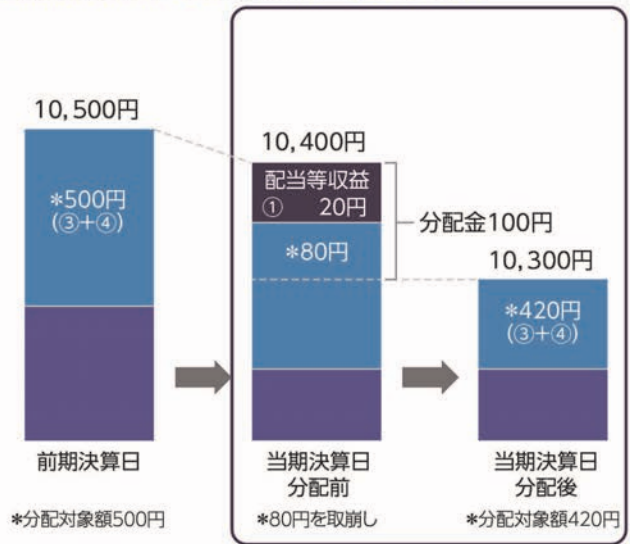 10,500円
*500円
(③+④)
前期決算日
*分配対象額500円
10,400円
配当等収益
① 20円
*80円
分配金100円
当期決算日
分配前
*80円を取崩し
10,300円
*420円
(③+④)
当期決算日
分配後
*分配対象額420円